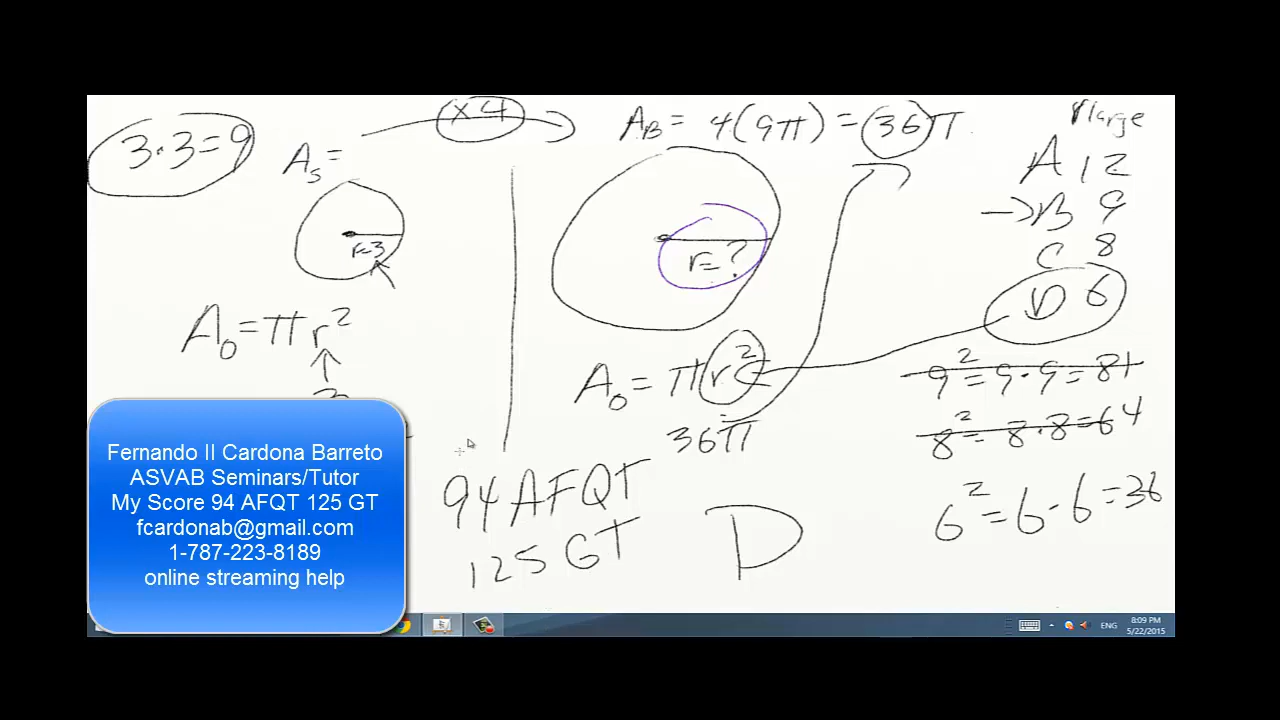 3·3=9
As=
×4
AB= 4(9π)=36π
r large
A 12
→B 9
C 8
D 6
r=3
r=?
Ao=πr²
Ao=πr²
36π
9²=9·9=81
8²=8·8=64
6²=6·6=36
94 AFQT
125 GT
D
Fernando II Cardona Barreto
ASVAB Seminars/Tutor
My Score 94 AFQT 125 GT
fcardonab@gmail.com
1-787-223-8189
online streaming help
ENG
8:09 PM
5/22/2015